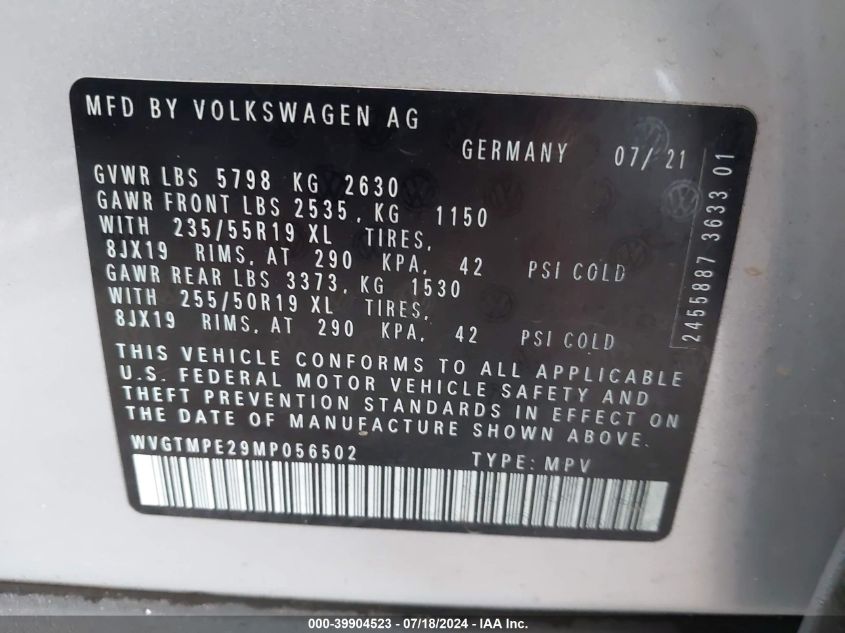 MFD BY VOLKSWAGEN AG
GERMANY 07/21
GVWR LBS 5798 KG 2630
GAWR FRONT LBS 2535, KG 1150
WITH 235/55R19 XL TIRES,
8JX19 RIMS, AT 290 KPA, 42 PSI COLD
GAWR REAR LBS 3373, KG 1530
WITH 255/50R19 XL TIRES,
8JX19 RIMS, AT 290 KPA, 42 PSI COLD
THIS VEHICLE CONFORMS TO ALL APPLICABLE
U.S. FEDERAL MOTOR VEHICLE SAFETY AND
THEFT PREVENTION STANDARDS IN EFFECT ON
THE DATE OF MANUFACTURE SHOWN ABOVE.
WVGTMPE29MP056502 TYPE: MPV
2455887 3633 01
000-39904523 - 07/18/2024 - IAA Inc.